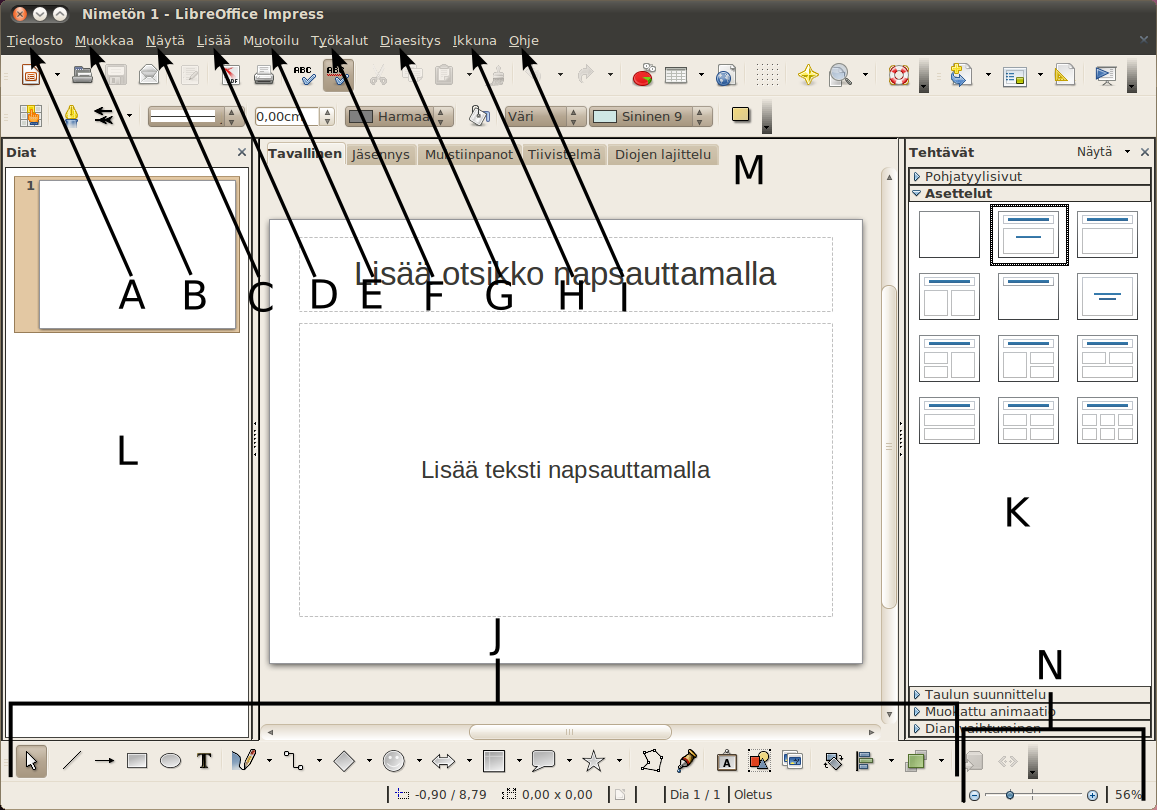 Nimetön 1 - LibreOffice Impress
Tiedosto Muokkaa Näytä Lisää Muotoilu Työkalut Diaesitys Ikkuna Ohje
ABC ABC
0,00cm Harmaa Väri Sininen 9
Diat
Tavallinen Jäsennys Muistiinpanot Tiivistelmä Diojen lajittelu
Tehtävät Näytä
M
Pohjatyylisivut
Asettelut
1
Lisää otsikko napsauttamalla
A B C D E F G H I
L
Lisää teksti napsauttamalla
K
J
N
Taulun suunnittelu
Muokattu animaatio
Dian vaihtuminen
T
A
-0,90 / 8,79 0,00 x 0,00 Dia 1 / 1 Oletus 56%